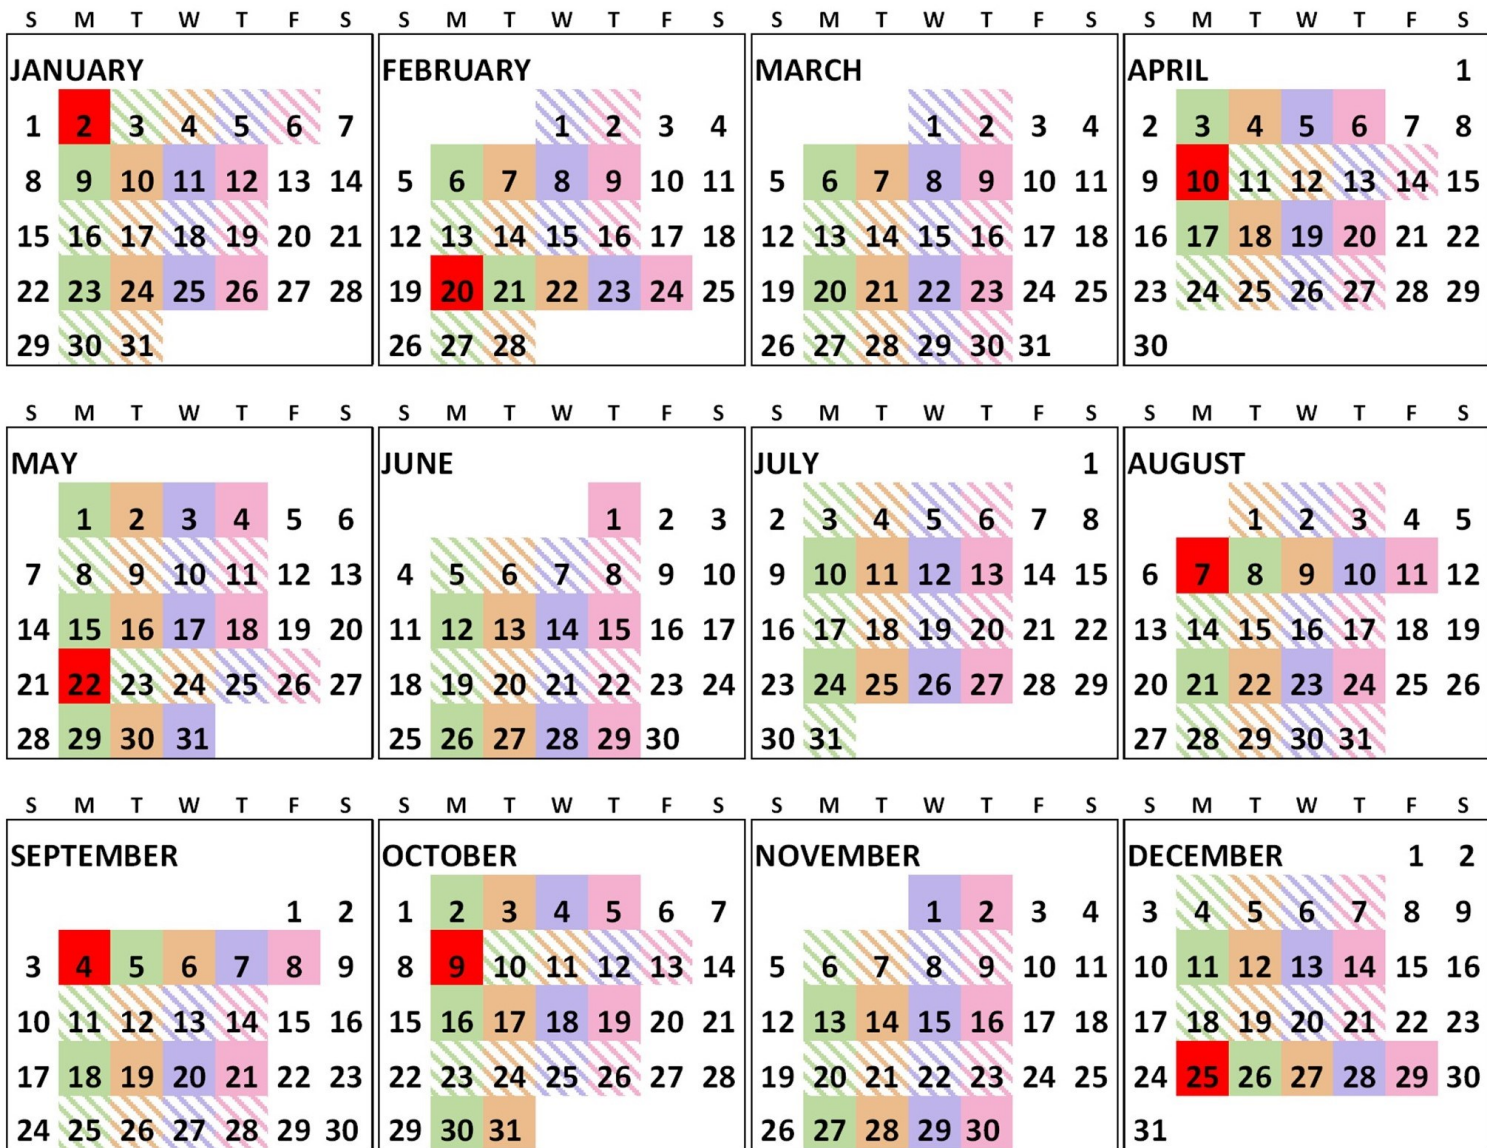 S M T W T F S S M T W T F S S M T W T F S S M T W T F S
JANUARY FEBRUARY MARCH APRIL 1
1 2 3 4 5 6 7 1 2 3 4 1 2 3 4 2 3 4 5 6 7 8
8 9 10 11 12 13 14 5 6 7 8 9 10 11 5 6 7 8 9 10 11 9 10 11 12 13 14 15
15 16 17 18 19 20 21 12 13 14 15 16 17 18 12 13 14 15 16 17 18 16 17 18 19 20 21 22
22 23 24 25 26 27 28 19 20 21 22 23 24 25 19 20 21 22 23 24 25 23 24 25 26 27 28 29
29 30 31 26 27 28 26 27 28 29 30 31 30
S M T W T F S S M T W T F S S M T W T F S S M T W T F S
MAY JUNE JULY 1 AUGUST
1 2 3 4 5 6 1 2 3 2 3 4 5 6 7 8 1 2 3 4 5
7 8 9 10 11 12 13 4 5 6 7 8 9 10 9 10 11 12 13 14 15 6 7 8 9 10 11 12
14 15 16 17 18 19 20 11 12 13 14 15 16 17 16 17 18 19 20 21 22 13 14 15 16 17 18 19
21 22 23 24 25 26 27 18 19 20 21 22 23 24 23 24 25 26 27 28 29 20 21 22 23 24 25 26
28 29 30 31 25 26 27 28 29 30 30 31 27 28 29 30 31
S M T W T F S S M T W T F S S M T W T F S S M T W T F S
SEPTEMBER OCTOBER NOVEMBER DECEMBER 1 2
1 2 1 2 3 4 5 6 7 1 2 3 4 3 4 5 6 7 8 9
3 4 5 6 7 8 9 8 9 10 11 12 13 14 5 6 7 8 9 10 11 10 11 12 13 14 15 16
10 11 12 13 14 15 16 15 16 17 18 19 20 21 12 13 14 15 16 17 18 17 18 19 20 21 22 23
17 18 19 20 21 22 23 22 23 24 25 26 27 28 19 20 21 22 23 24 25 24 25 26 27 28 29 30
24 25 26 27 28 29 30 29 30 31 26 27 28 29 30 31